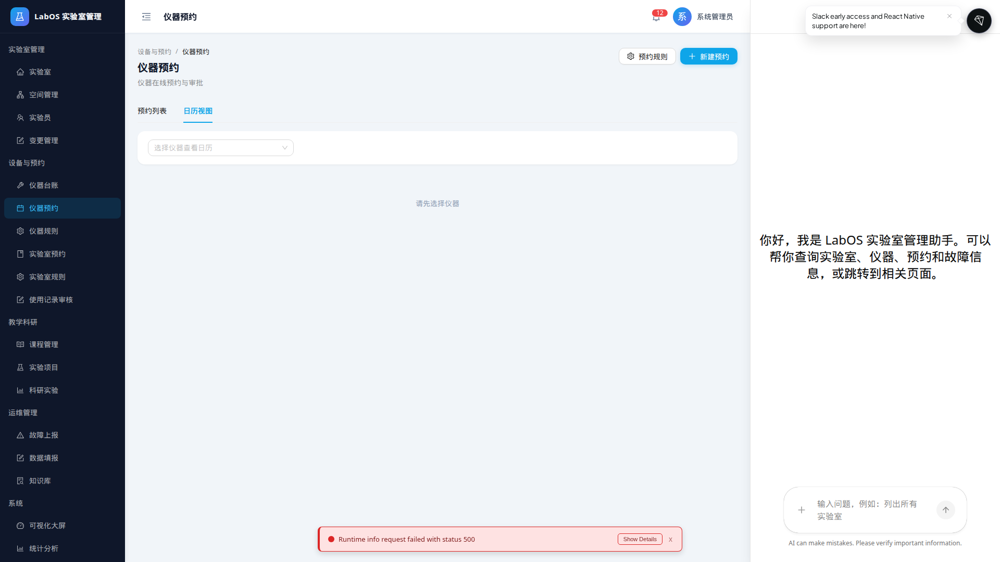 LabOS 实验室管理
实验室管理
实验室
空间管理
实验员
变更管理
设备与预约
仪器台账
仪器预约
仪器规则
实验室预约
实验室规则
使用记录审核
教学科研
课程管理
实验项目
科研实验
运维管理
故障上报
数据填报
知识库
系统
可视化大屏
统计分析
仪器预约
12
系
系统管理员
设备与预约 / 仪器预约
仪器预约
仪器在线预约与审批
预约规则
新建预约
预约列表
日历视图
选择仪器查看日历
请先选择仪器
Runtime info request failed with status 500
Show Details
X
Slack early access and React Native
support are here!
你好，我是 LabOS 实验室管理助手。可以
帮你查询实验室、仪器、预约和故障信
息，或跳转到相关页面。
输入问题，例如：列出所有
实验室
AI can make mistakes. Please verify important information.